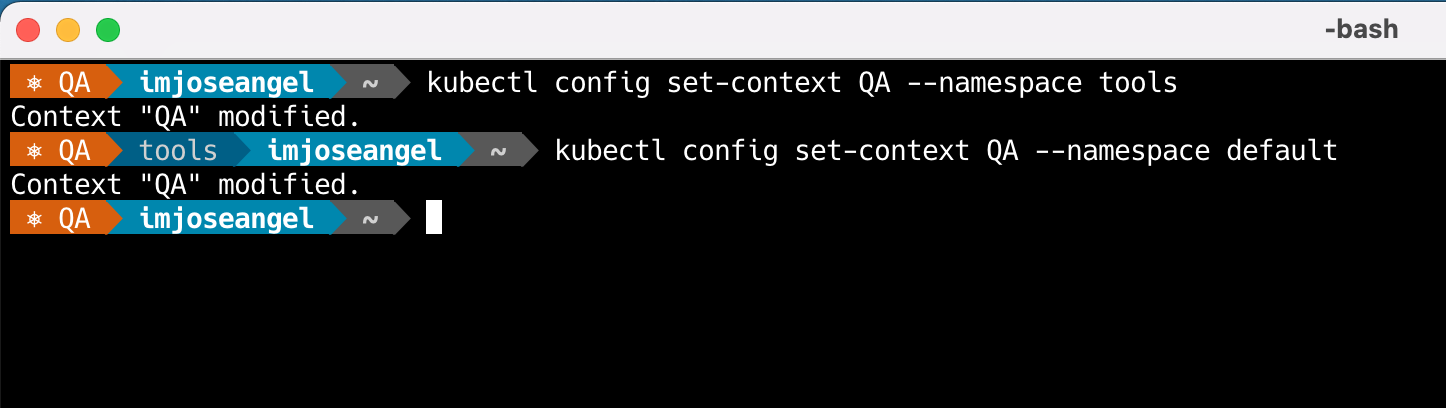 -bash
⎈ QA imjoseangel ~ kubectl config set-context QA --namespace tools
Context "QA" modified.
⎈ QA tools imjoseangel ~ kubectl config set-context QA --namespace default
Context "QA" modified.
⎈ QA imjoseangel ~